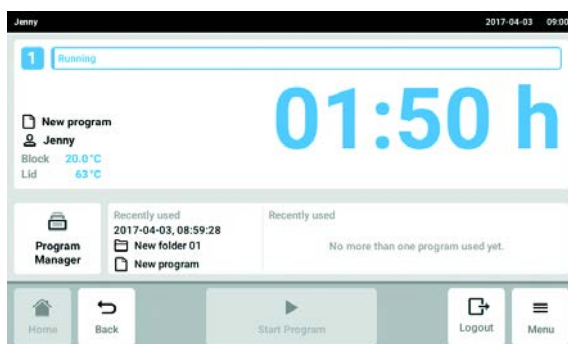 Jenny 2017-04-03 09:00
1 Running
01:50 h
New program
Jenny
Block 20.0°C
Lid 63°C
Program
Manager
Recently used
2017-04-03, 08:59:28
New folder 01
New program
Recently used
No more than one program used yet.
Home
Back
Start Program
Logout
Menu